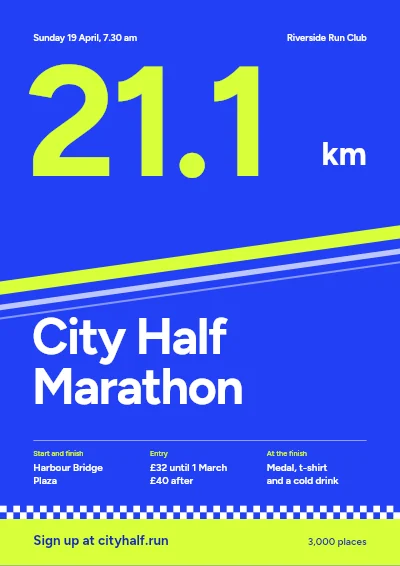 Sunday 19 April, 7.30 am
Riverside Run Club
21.1
km
City Half
Marathon
Start and finish
Harbour Bridge
Plaza
Entry
£32 until 1 March
£40 after
At the finish
Medal, t-shirt
and a cold drink
Sign up at cityhalf.run
3,000 places